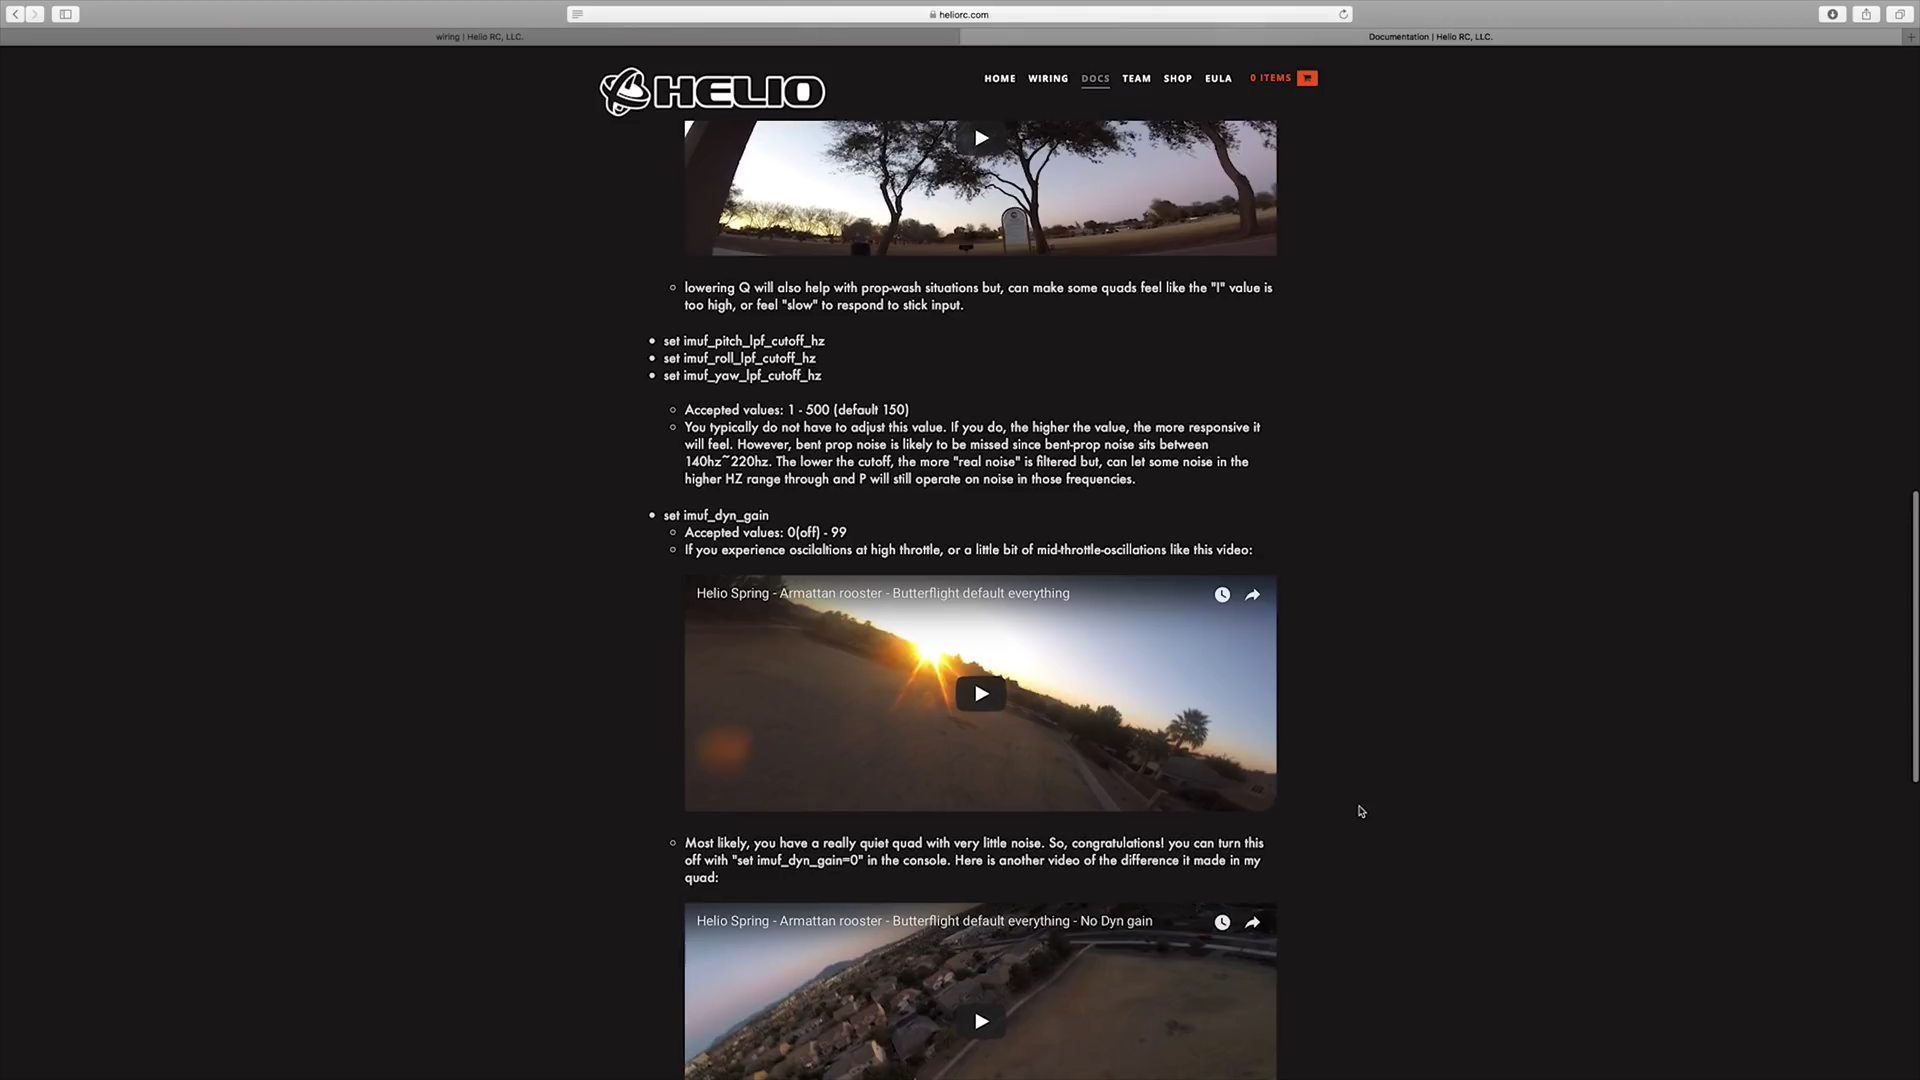 heliorc.com
wiring | Helio RC, LLC.
Documentation | Helio RC, LLC.
HELIO
HOME WIRING DOCS TEAM SHOP EULA 0 ITEMS
lowering Q will also help with prop-wash situations but, can make some quads feel like the "I" value is
too high, or feel "slow" to respond to stick input.
set imuf_pitch_lpf_cutoff_hz
set imuf_roll_lpf_cutoff_hz
set imuf_yaw_lpf_cutoff_hz
Accepted values: 1 - 500 (default 150)
You typically do not have to adjust this value. If you do, the higher the value, the more responsive it
will feel. However, bent prop noise is likely to be missed since bent-prop noise sits between
140hz~220hz. The lower the cutoff, the more "real noise" is filtered but, can let some noise in the
higher HZ range through and P will still operate on noise in those frequencies.
set imuf_dyn_gain
Accepted values: 0(off) - 99
If you experience oscilaltions at high throttle, or a little bit of mid-throttle-oscillations like this video:
Helio Spring - Armattan rooster - Butterflight default everything
Most likely, you have a really quiet quad with very little noise. So, congratulations! you can turn this
off with "set imuf_dyn_gain=0" in the console. Here is another video of the difference it made in my
quad:
Helio Spring - Armattan rooster - Butterflight default everything - No Dyn gain